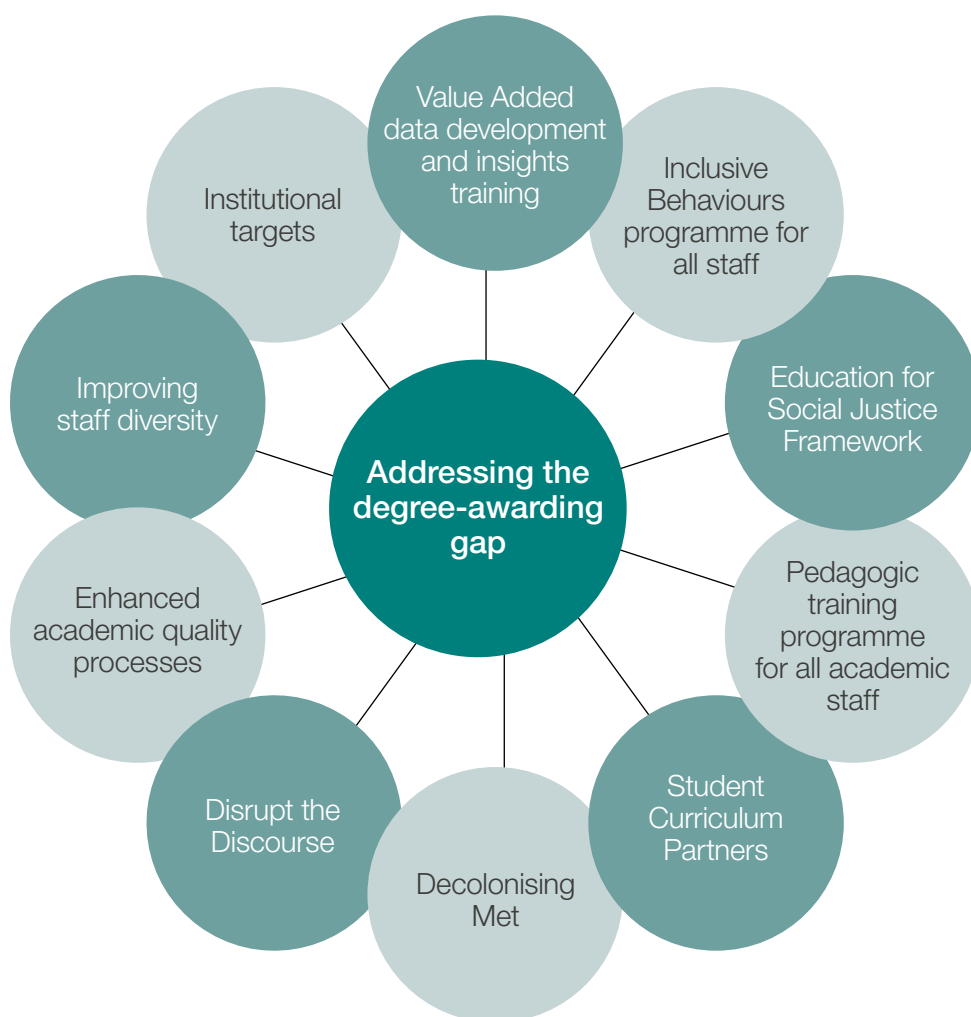 Value Added
data development
and insights
training
Inclusive
Behaviours
programme for
all staff
Education for
Social Justice
Framework
Pedagogic
training
programme
for all academic
staff
Student
Curriculum
Partners
Decolonising
Met
Disrupt the
Discourse
Enhanced
academic quality
processes
Improving
staff diversity
Institutional
targets
Addressing the
degree-awarding
gap